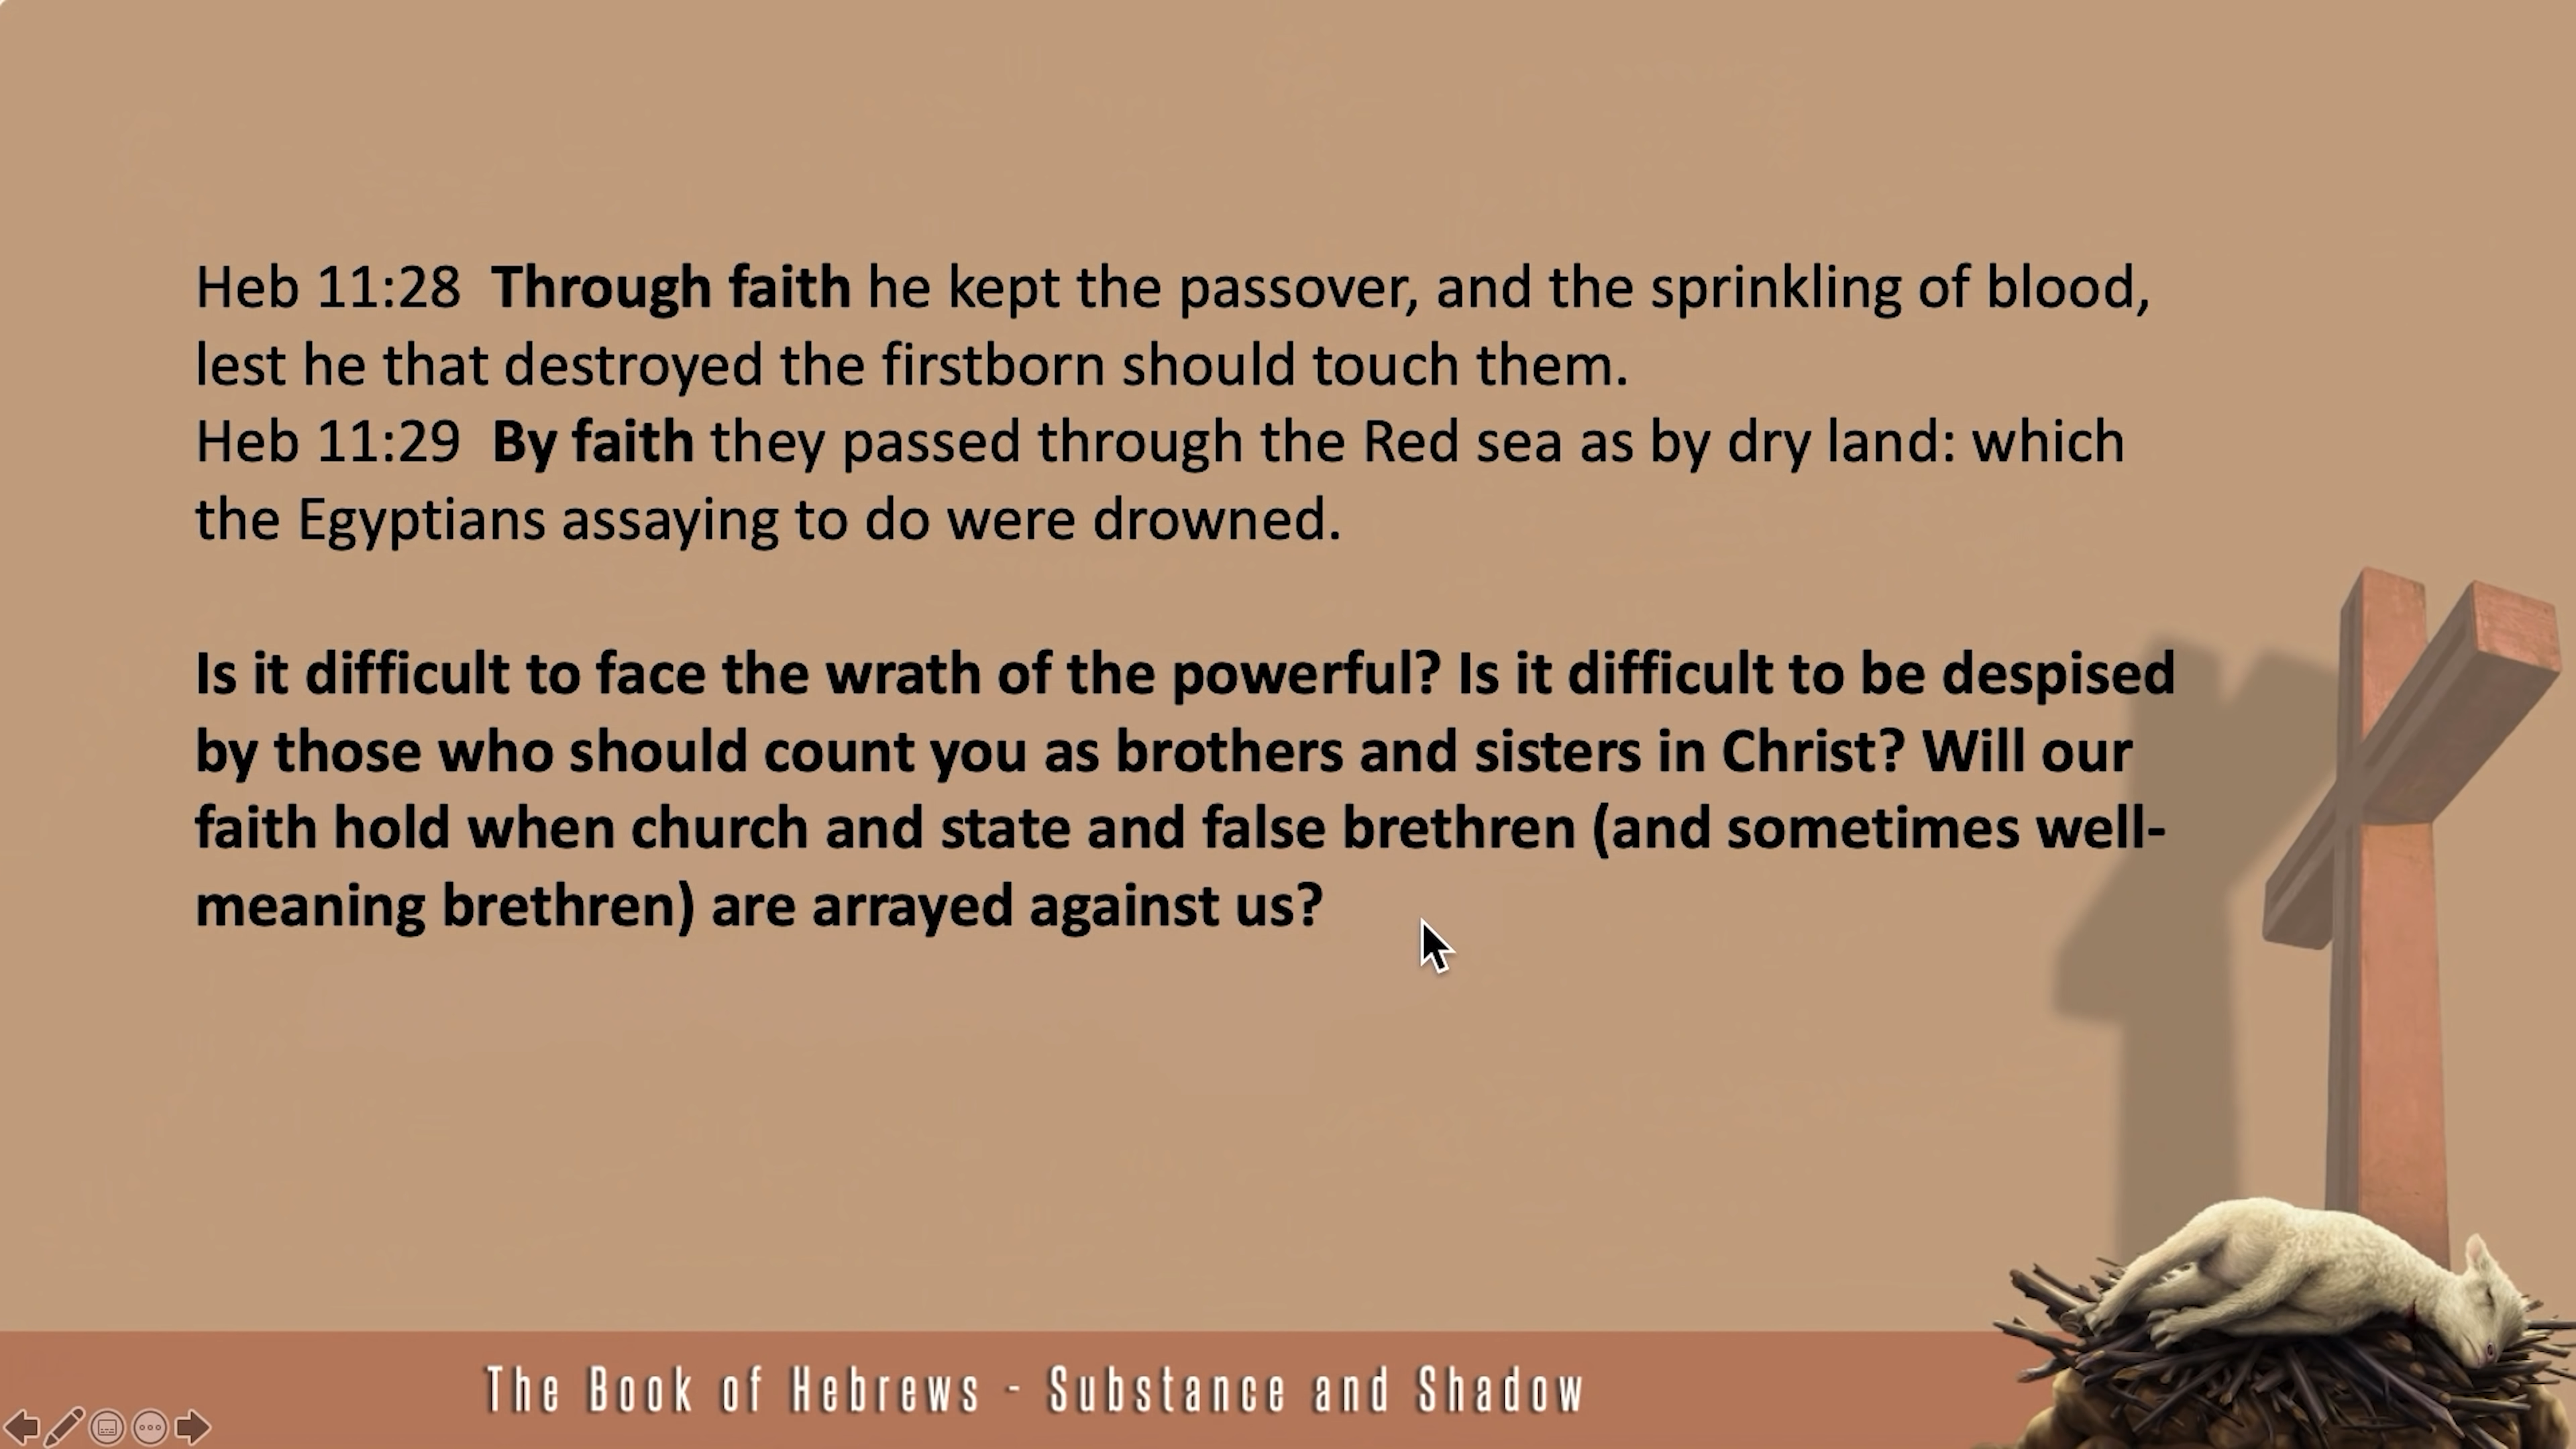 Heb 11:28  Through faith he kept the passover, and the sprinkling of blood,
lest he that destroyed the firstborn should touch them.
Heb 11:29  By faith they passed through the Red sea as by dry land: which
the Egyptians assaying to do were drowned.
Is it difficult to face the wrath of the powerful? Is it difficult to be despised
by those who should count you as brothers and sisters in Christ? Will our
faith hold when church and state and false brethren (and sometimes well-
meaning brethren) are arrayed against us?
The Book of Hebrews - Substance and Shadow